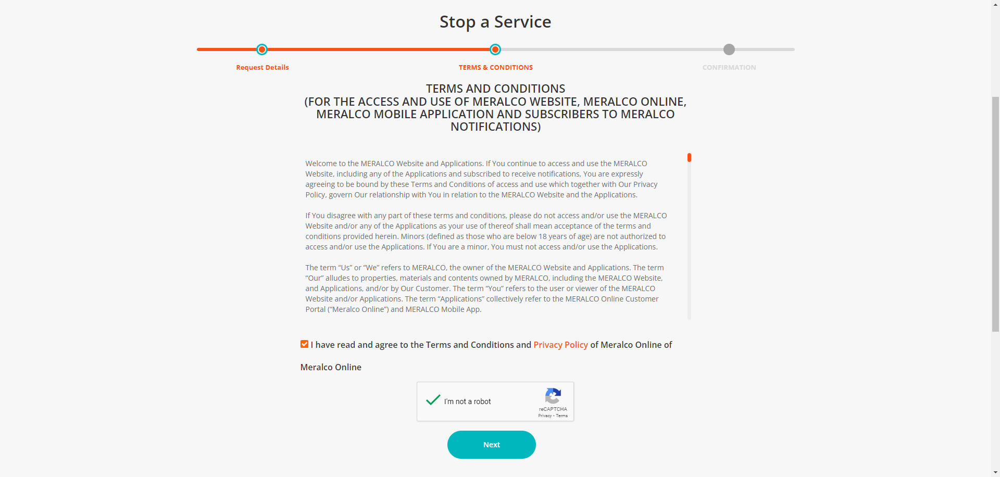 Stop a Service
Request Details
TERMS & CONDITIONS
CONFIRMATION
TERMS AND CONDITIONS
(FOR THE ACCESS AND USE OF MERALCO WEBSITE, MERALCO ONLINE,
MERALCO MOBILE APPLICATION AND SUBSCRIBERS TO MERALCO
NOTIFICATIONS)
Welcome to the MERALCO Website and Applications. If You continue to access and use the MERALCO
Website, including any of the Applications and subscribed to receive notifications, You are expressly
agreeing to be bound by these Terms and Conditions of access and use which together with Our Privacy
Policy, govern Our relationship with You in relation to the MERALCO Website and the Applications.
If You disagree with any part of these terms and conditions, please do not access and/or use the MERALCO
Website and/or any of the Applications as your use of thereof shall mean acceptance of the terms and
conditions provided herein. Minors (defined as those who are below 18 years of age) are not authorized to
access and/or use the Applications. If You are a minor, You must not access and/or use the Applications.
The term “Us” or “We” refers to MERALCO, the owner of the MERALCO Website and Applications. The term
“Our” alludes to properties, materials and contents owned by MERALCO, including the MERALCO Website,
and Applications, and/or by Our Customer. The term “You” refers to the user or viewer of the MERALCO
Website and/or Applications. The term “Applications” collectively refer to the MERALCO Online Customer
Portal (“Meralco Online”) and MERALCO Mobile App.
I have read and agree to the Terms and Conditions and Privacy Policy of Meralco Online of
Meralco Online
I'm not a robot
reCAPTCHA
Privacy - Terms
Next